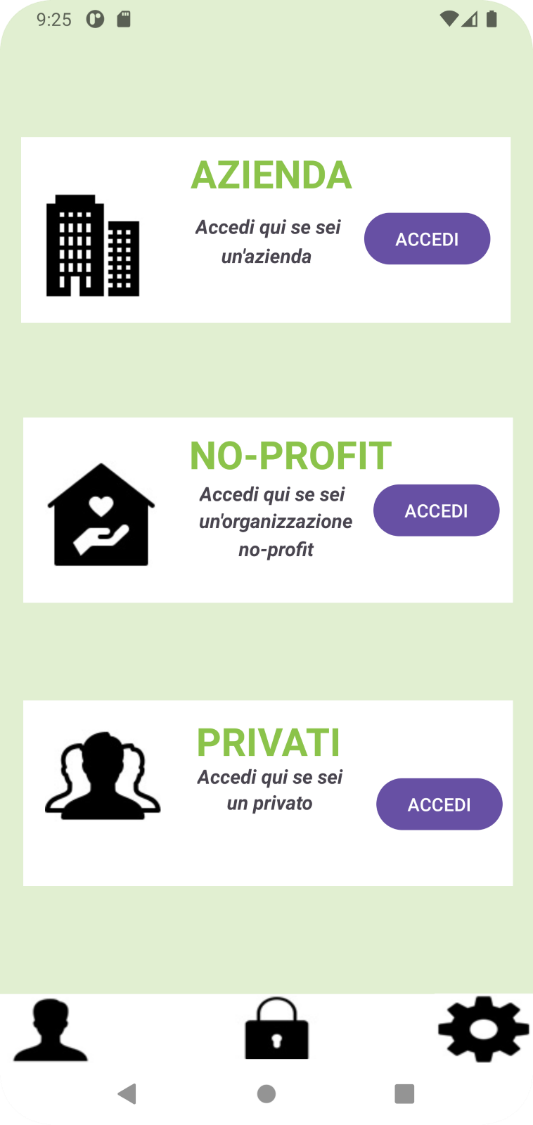 9:25
AZIENDA
Accedi qui se sei
un'azienda
ACCEDI
NO-PROFIT
Accedi qui se sei
un'organizzazione
no-profit
ACCEDI
PRIVATI
Accedi qui se sei
un privato
ACCEDI